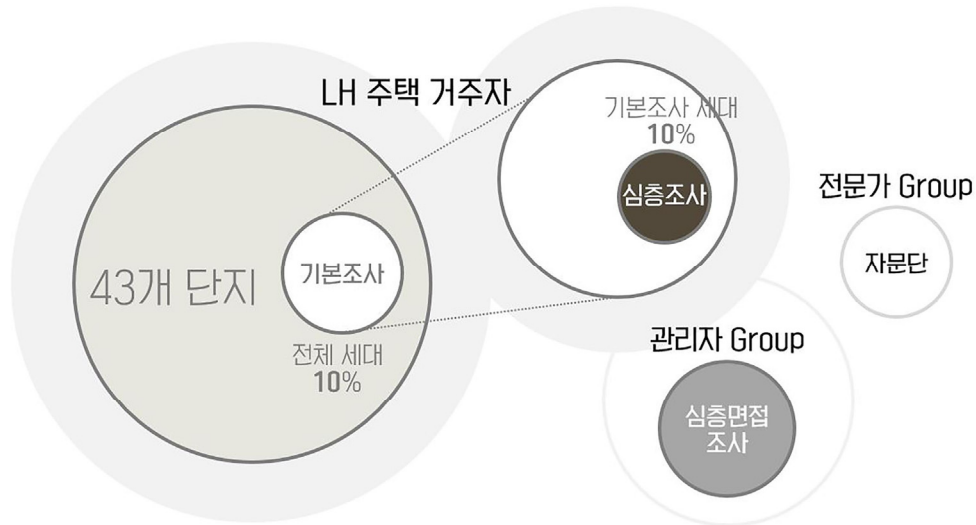 LH 주택 거주자
기본조사 세대
10%
심층조사
전문가 Group
자문단
43개 단지
기본조사
전체 세대
10%
관리자 Group
심층면접
조사